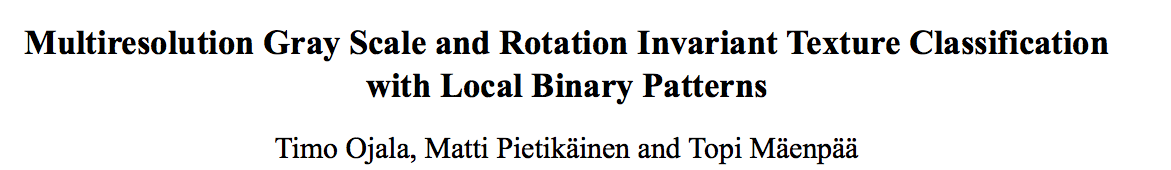 Multiresolution Gray Scale and Rotation Invariant Texture Classification
with Local Binary Patterns
Timo Ojala, Matti Pietikäinen and Topi Mäenpää